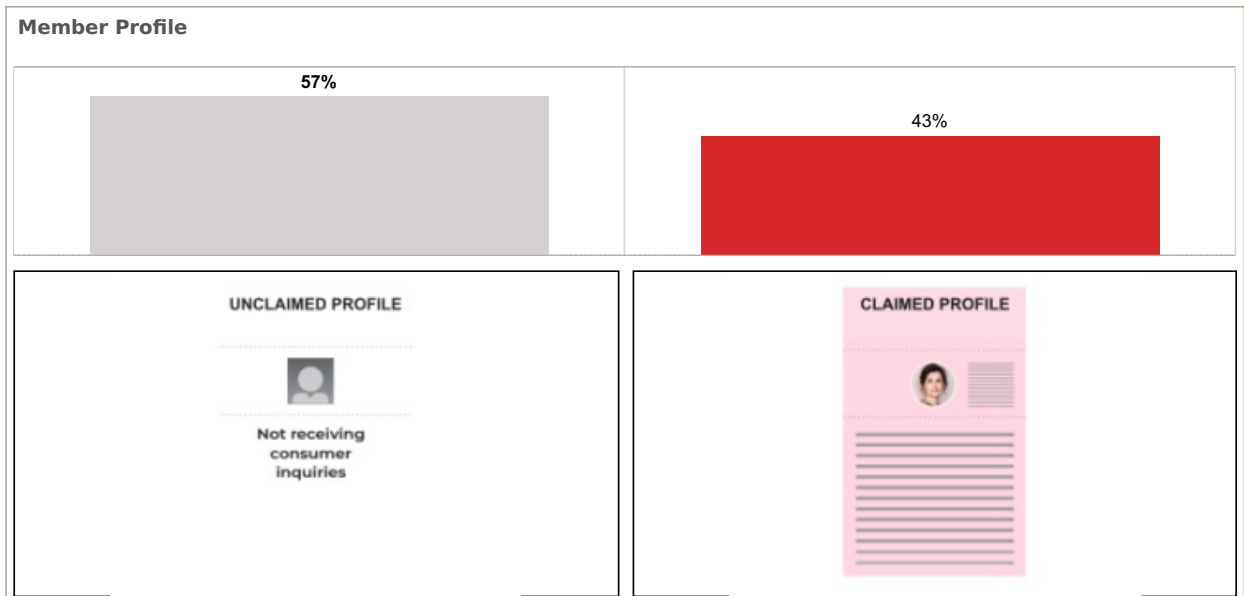 Member Profile
57%
43%
UNCLAIMED PROFILE
Not receiving
consumer
inquiries
CLAIMED PROFILE